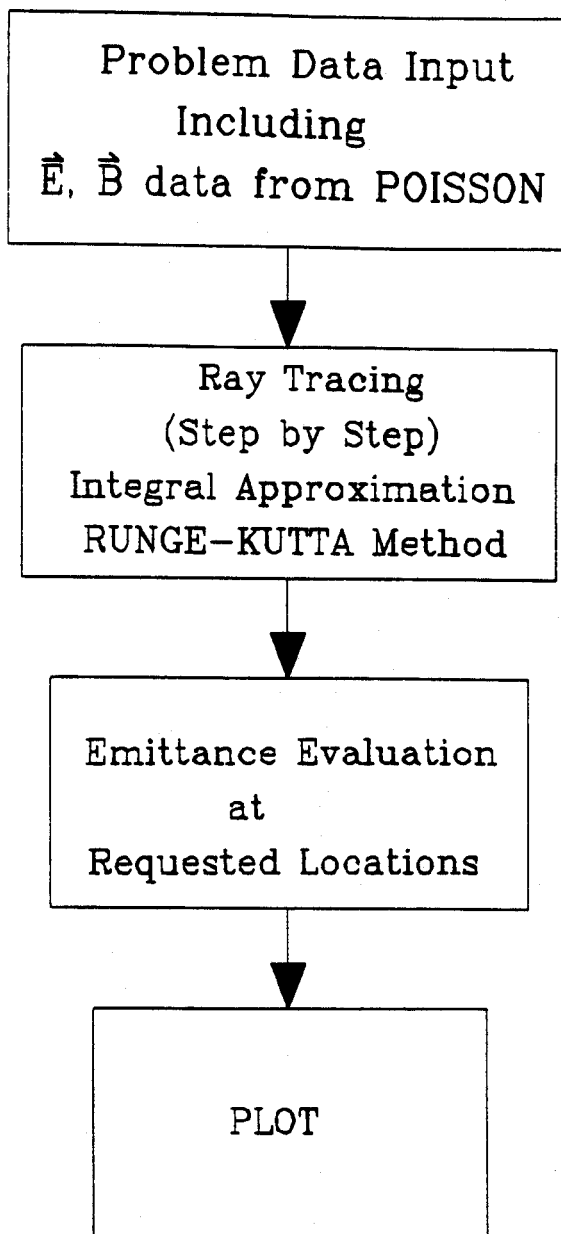 Problem Data Input
Including
E⃗, B⃗ data from POISSON
Ray Tracing
(Step by Step)
Integral Approximation
RUNGE-KUTTA Method
Emittance Evaluation
at
Requested Locations
PLOT